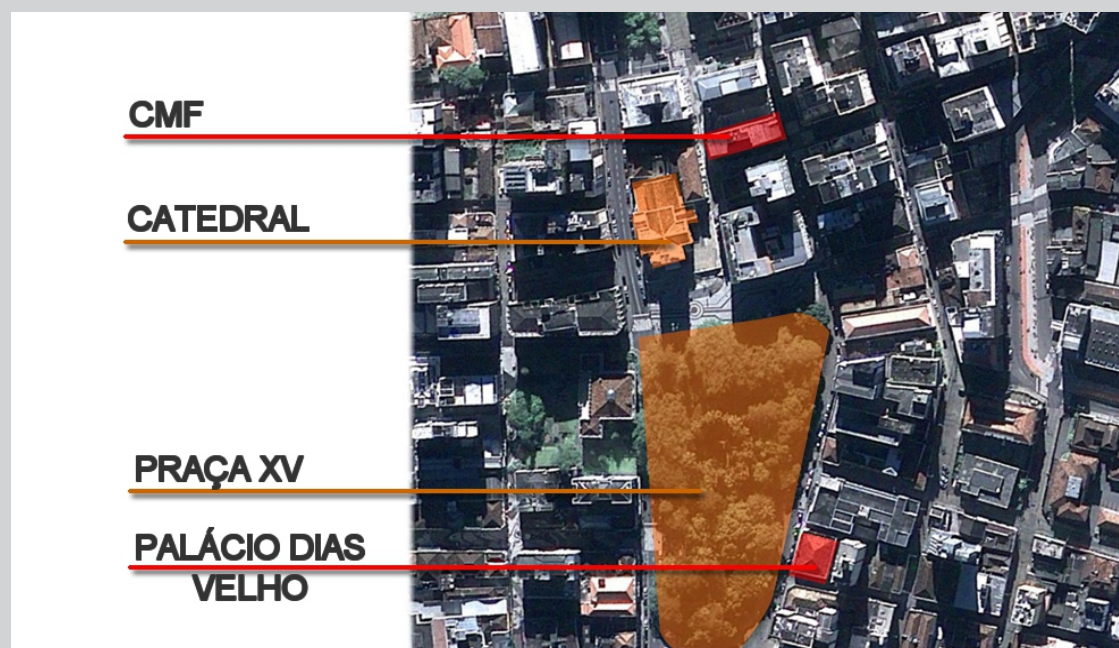 CMF
CATEDRAL
PRAÇA XV
PALÁCIO DIAS
VELHO